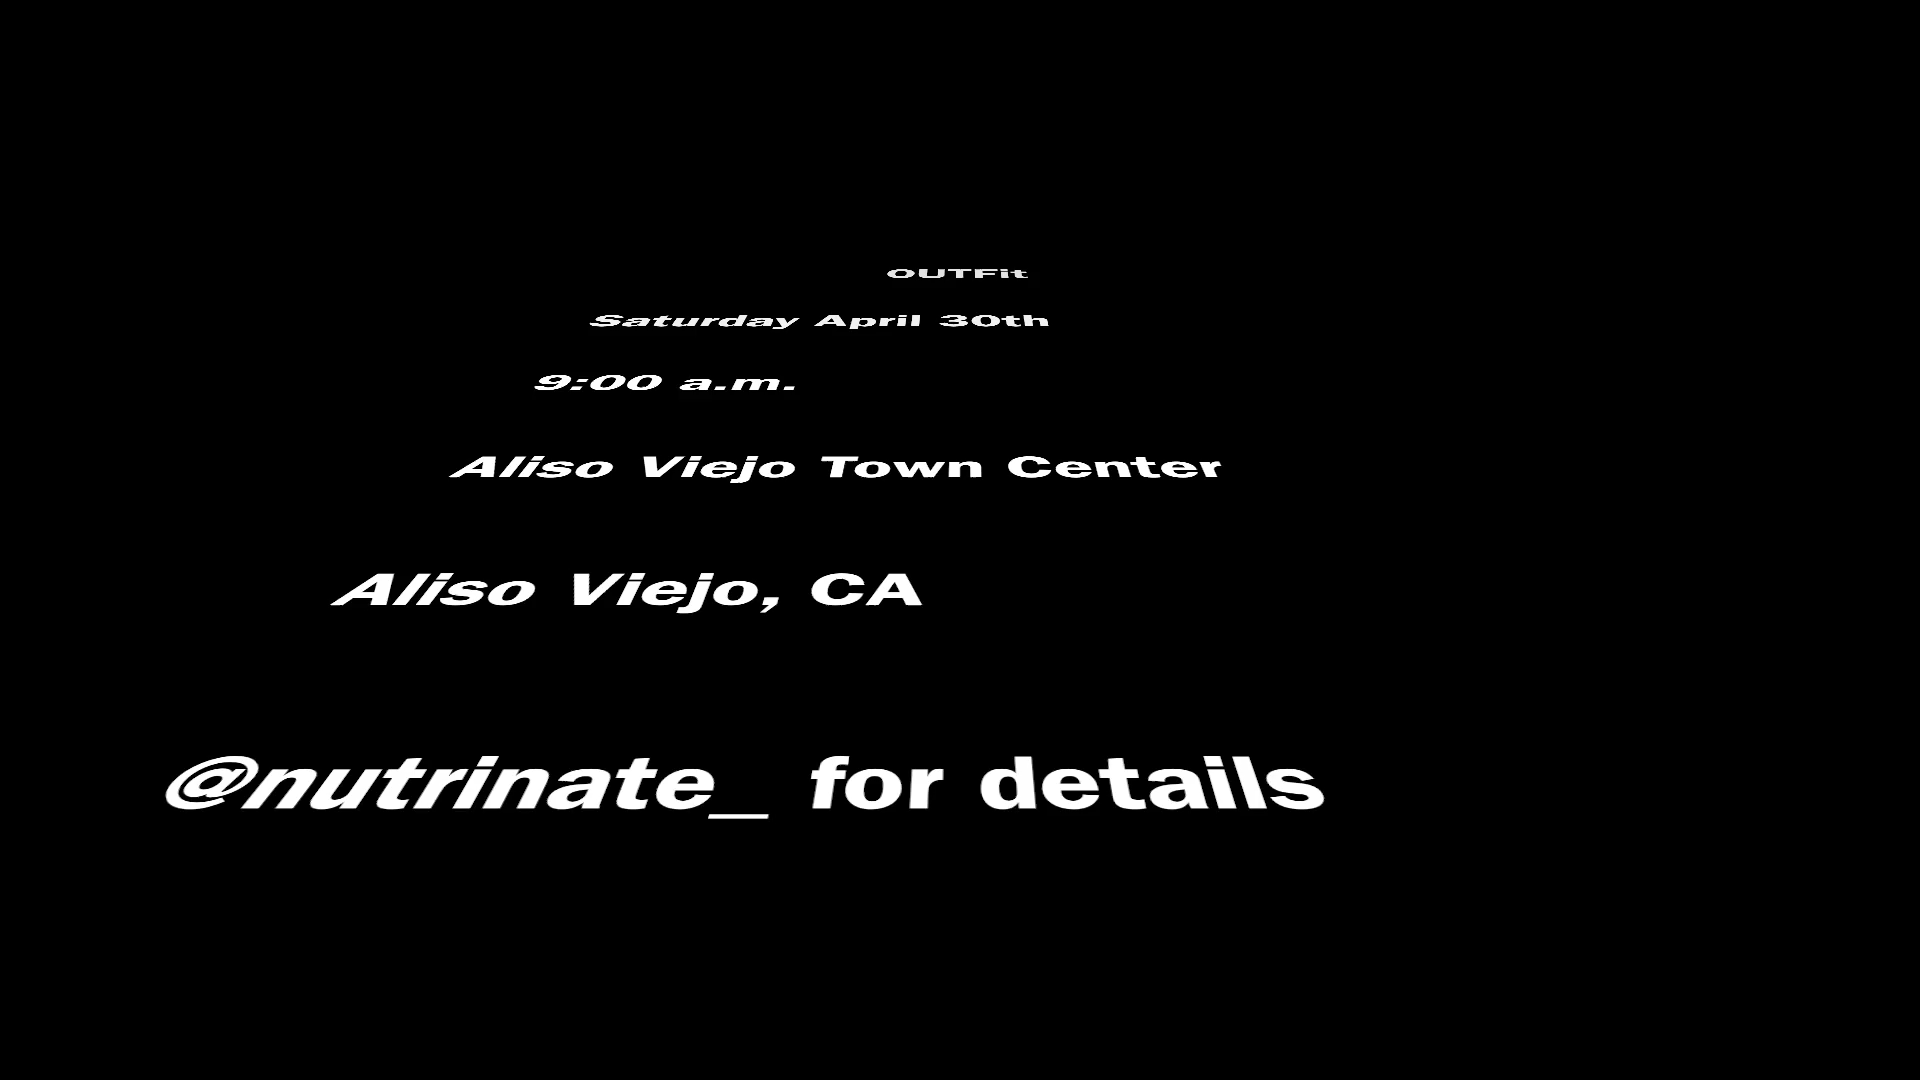 OUTFit
Saturday April 30th
9:00 a.m.
Aliso Viejo Town Center
Aliso Viejo, CA
@nutrinate_ for details